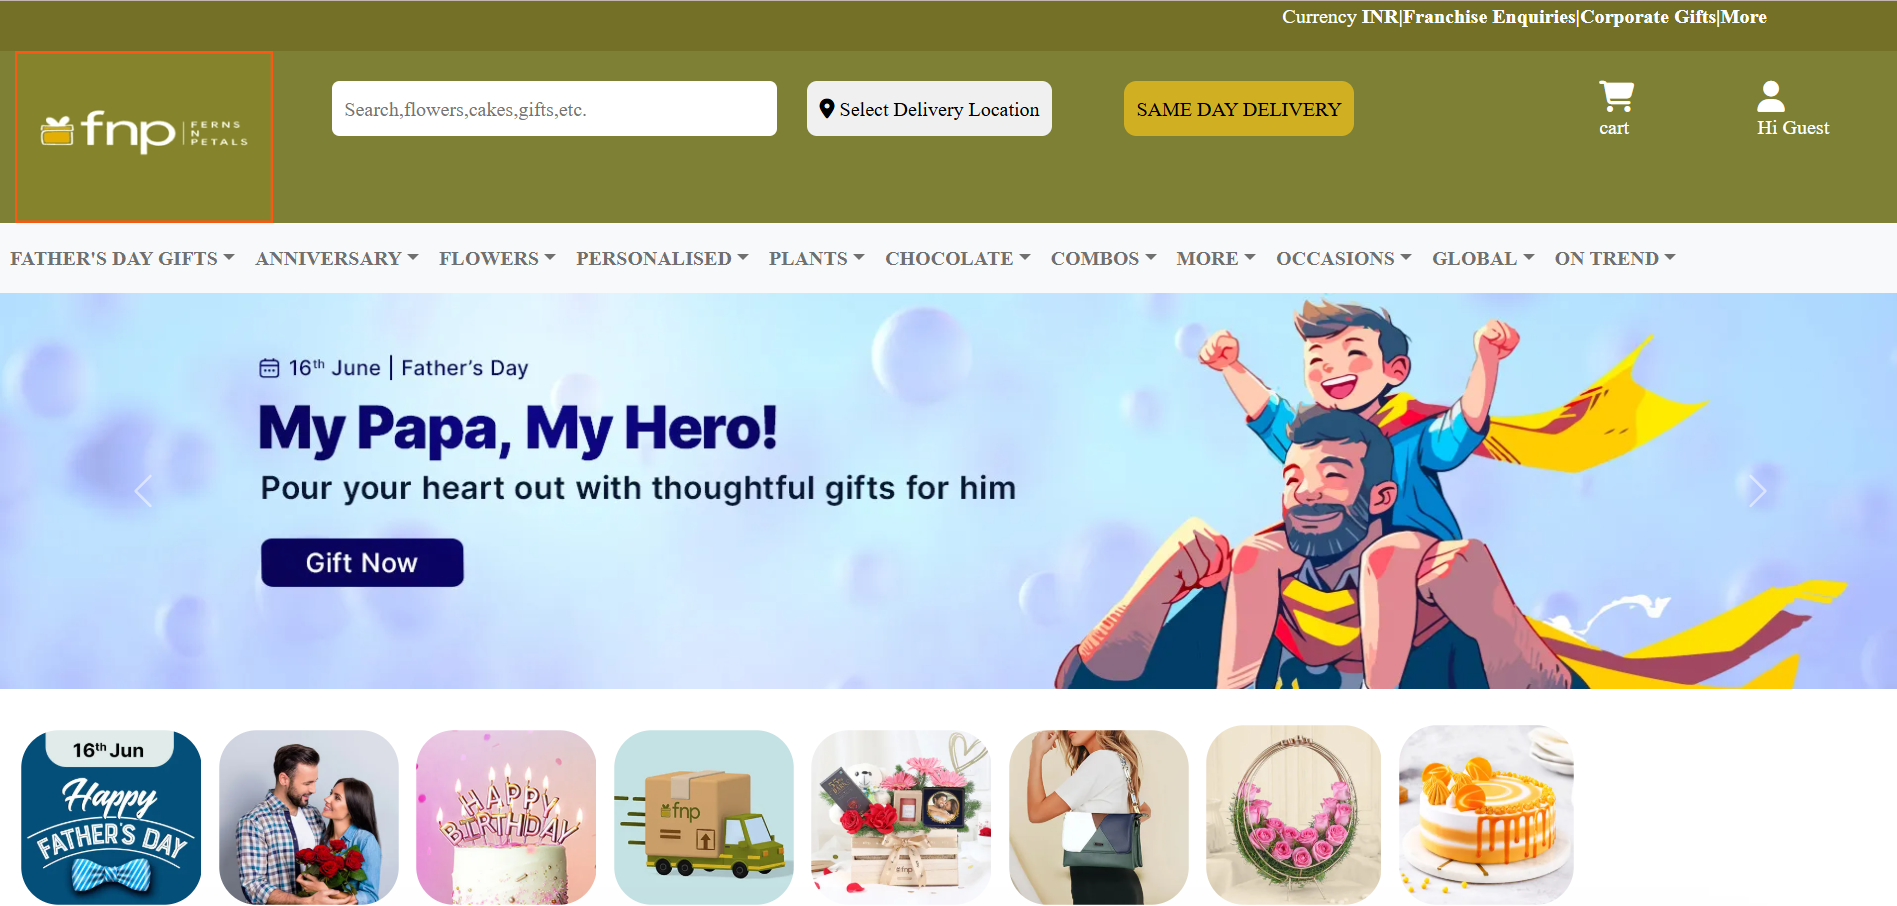 Currency INR|Franchise Enquiries|Corporate Gifts|More
fnp | FERNS N PETALS
Search,flowers,cakes,gifts,etc.
Select Delivery Location
SAME DAY DELIVERY
cart
Hi Guest
FATHER'S DAY GIFTS ANNIVERSARY FLOWERS PERSONALISED PLANTS CHOCOLATE COMBOS MORE OCCASIONS GLOBAL ON TREND
16th June | Father's Day
My Papa, My Hero!
Pour your heart out with thoughtful gifts for him
Gift Now
16th Jun
Happy
FATHER'S DAY
HAPPY
BIRTHDAY
fnp
fnp